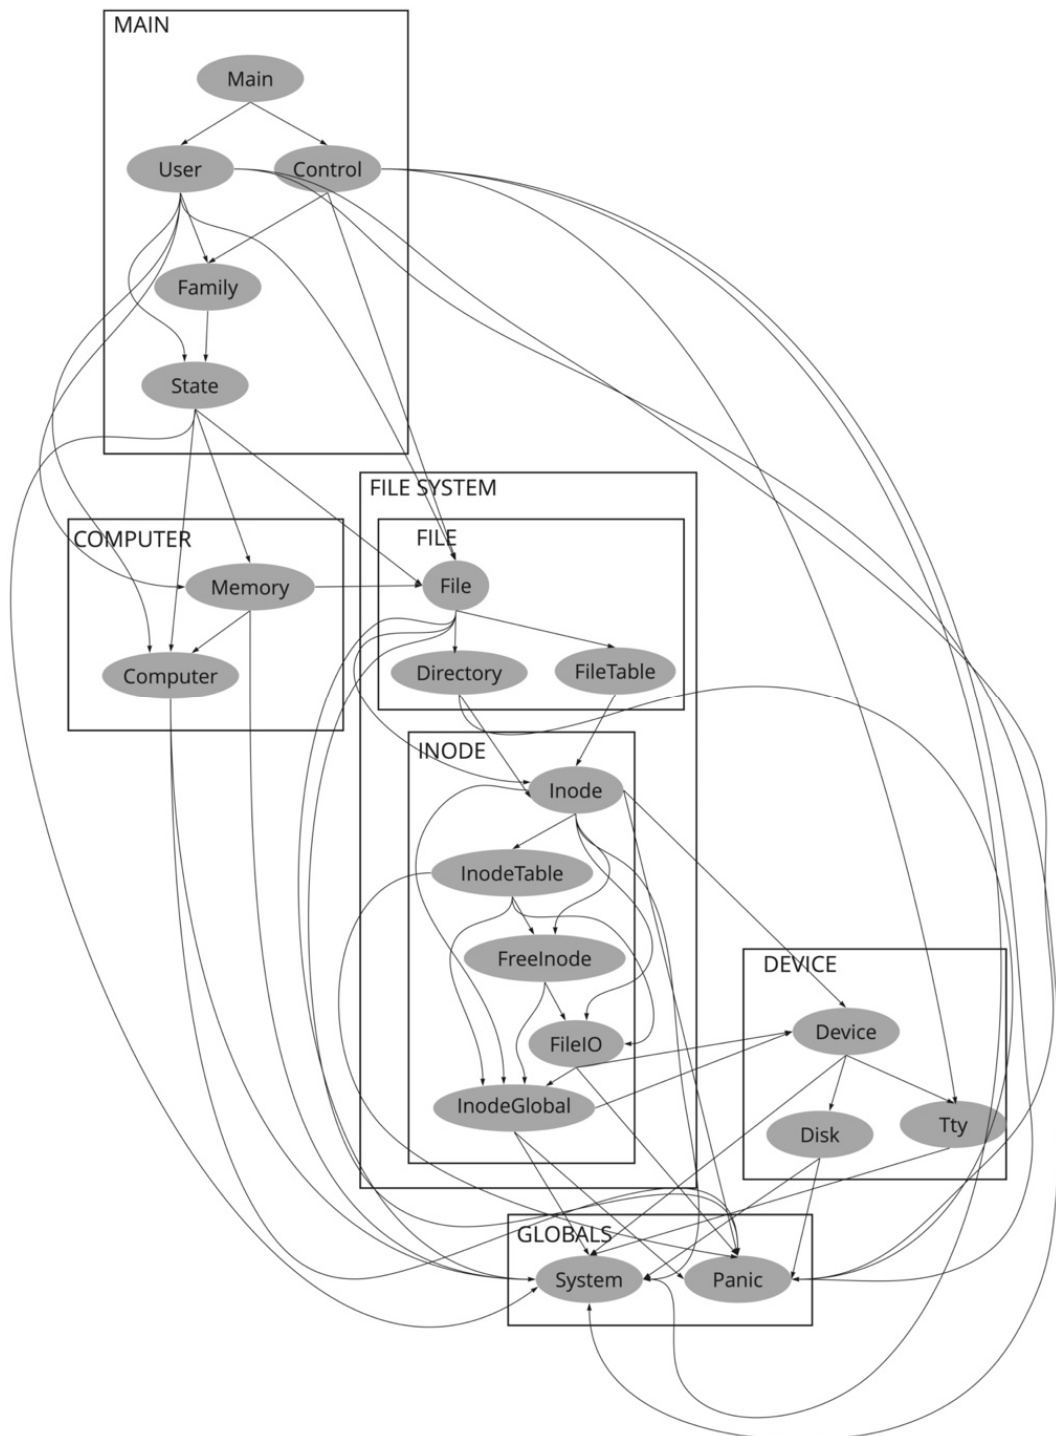 MAIN
Main
User
Control
Family
State
FILE SYSTEM
COMPUTER
FILE
Memory
File
Computer
Directory
FileTable
INODE
Inode
InodeTable
FreeInode
DEVICE
Device
FileIO
InodeGlobal
Disk
Tty
GLOBALS
System
Panic